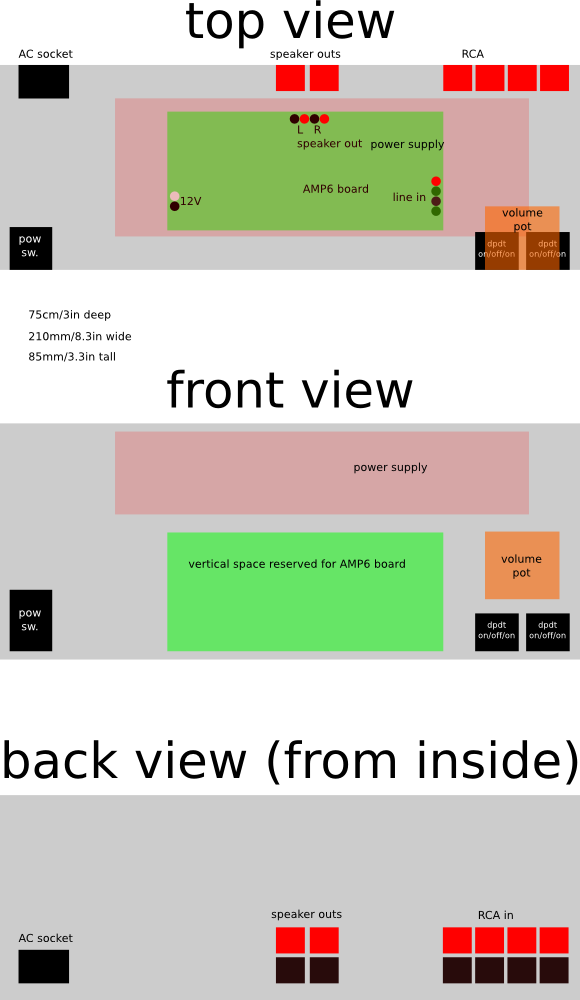 top view
AC socket
speaker outs
RCA
L R
speaker out
power supply
AMP6 board
line in
12V
volume
pot
pow
sw.
dpdt
on/off/on
dpdt
on/off/on
75cm/3in deep
210mm/8.3in wide
85mm/3.3in tall
front view
power supply
vertical space reserved for AMP6 board
volume
pot
pow
sw.
dpdt
on/off/on
dpdt
on/off/on
back view (from inside)
speaker outs
RCA in
AC socket